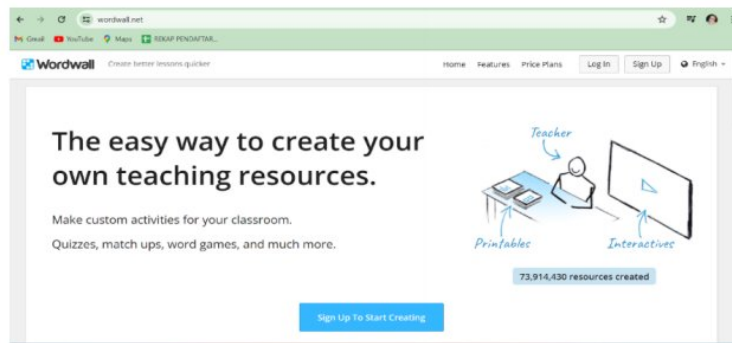 wordwall.net
Gmail YouTube Maps REKAP PENDAFTAR...
Wordwall Create better lessons quicker Home Features Price Plans Log In Sign Up English
The easy way to create your
own teaching resources.
Make custom activities for your classroom.
Quizzes, match ups, word games, and much more.
Teacher
Printables
Interactives
73,914,430 resources created
Sign Up To Start Creating